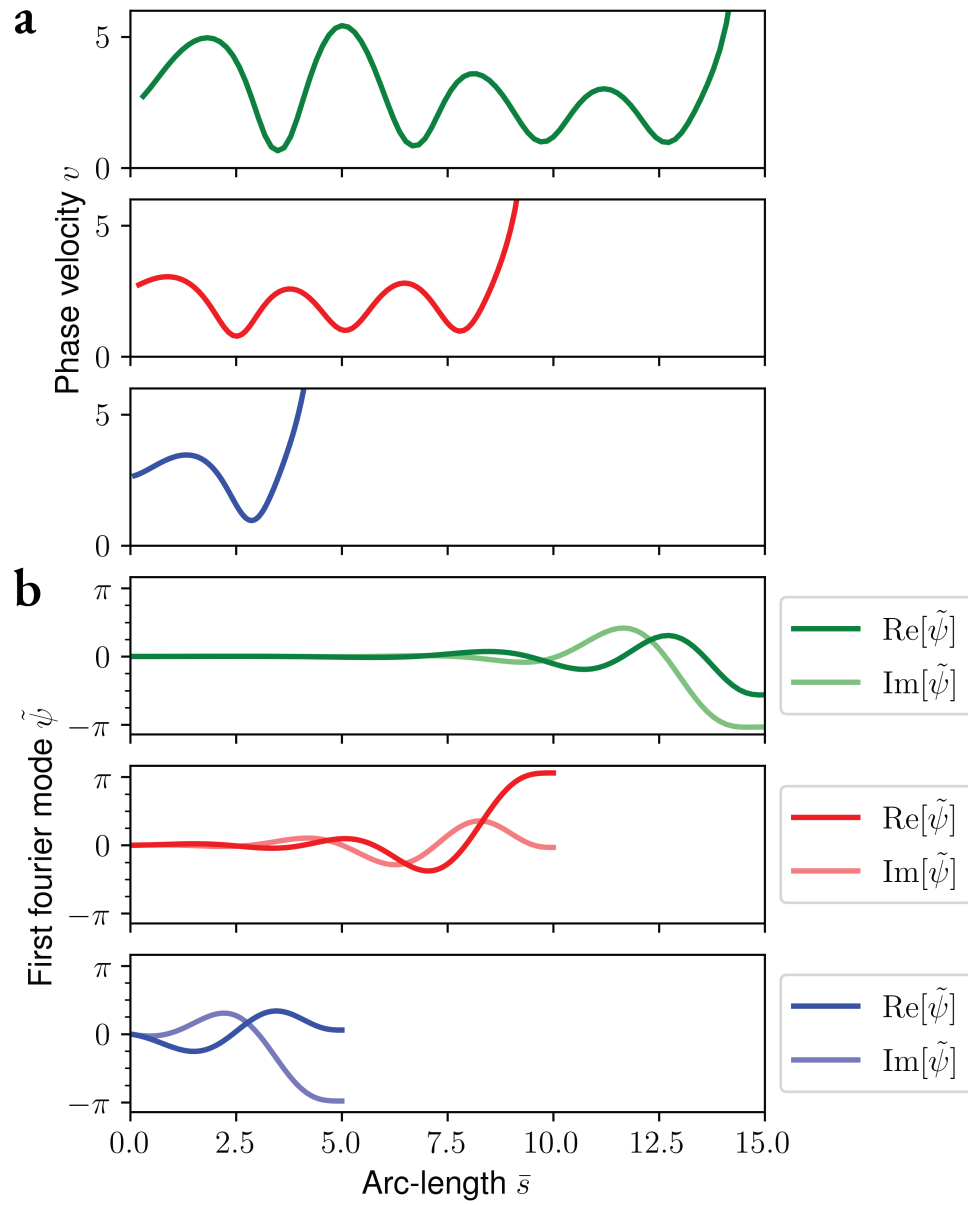 a
5
0
5
0
5
0
Phase velocity v
b
π
0
−π
Re[ψ̃]
Im[ψ̃]
π
0
−π
Re[ψ̃]
Im[ψ̃]
π
0
−π
Re[ψ̃]
Im[ψ̃]
First fourier mode ψ̃
0.0 2.5 5.0 7.5 10.0 12.5 15.0
Arc-length s̄